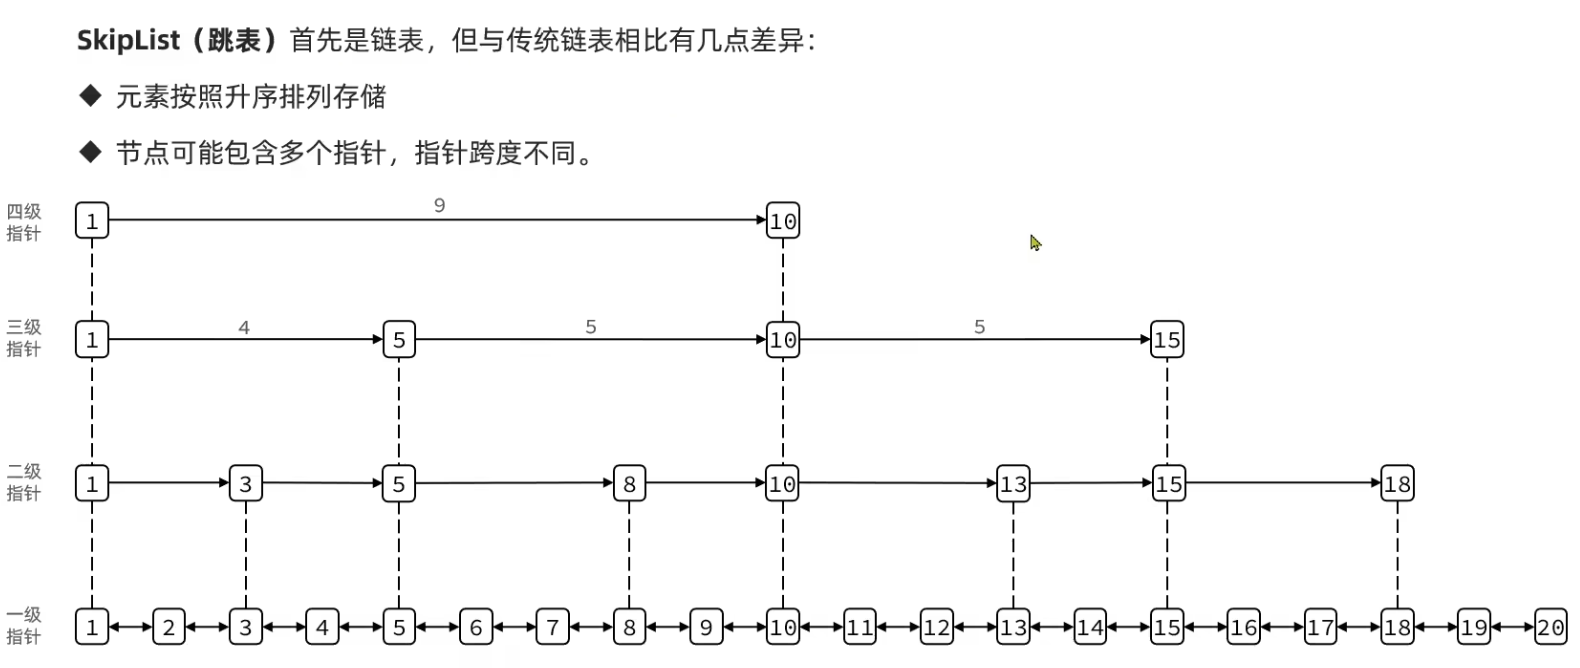 SkipList（跳表）首先是链表，但与传统链表相比有几点差异：
◆ 元素按照升序排列存储
◆ 节点可能包含多个指针，指针跨度不同。
四级
指针
1 9 10
三级
指针
1 4 5 5 10 5 15
二级
指针
1 3 5 8 10 13 15 18
一级
指针
1 2 3 4 5 6 7 8 9 10 11 12 13 14 15 16 17 18 19 20